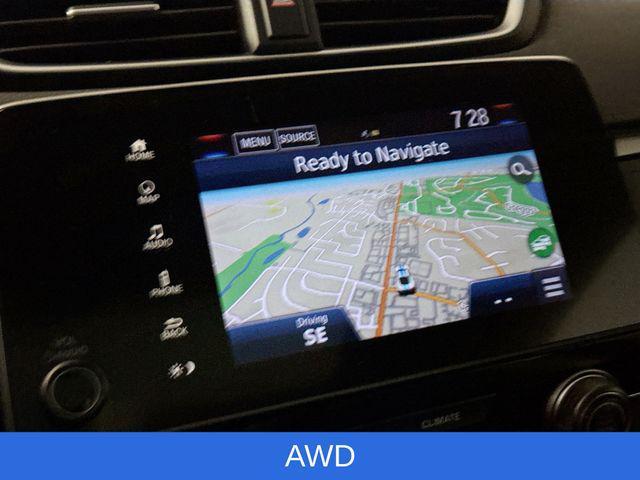 7 28
MENU
SOURCE
Ready to Navigate
HOME
MAP
AUDIO
PHONE
BACK
Driving
SE
--
CLIMATE
AWD